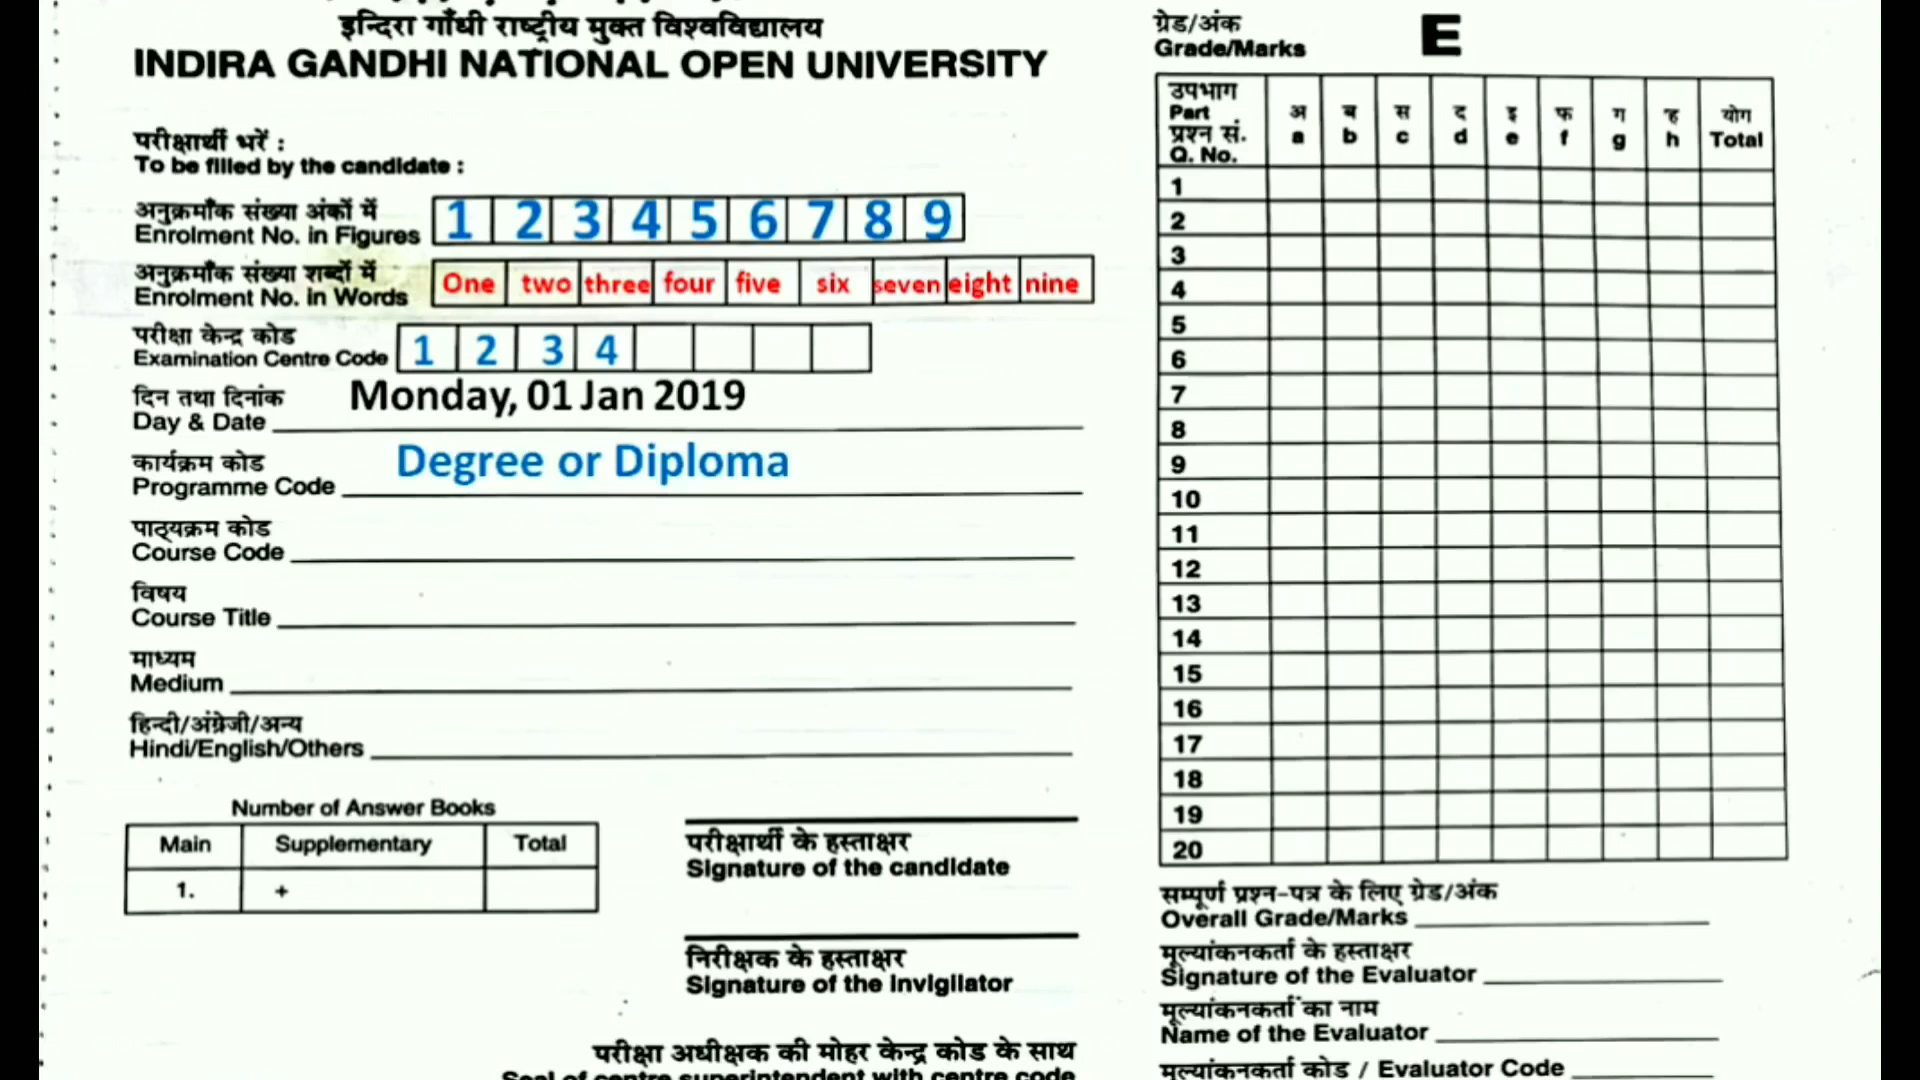 इन्दिरा गाँधी राष्ट्रीय मुक्त विश्वविद्यालय
INDIRA GANDHI NATIONAL OPEN UNIVERSITY
परीक्षार्थी भरें :
To be filled by the candidate :
अनुक्रमाँक संख्या अंकों में
Enrolment No. in Figures 1 2 3 4 5 6 7 8 9
अनुक्रमाँक संख्या शब्दों में
Enrolment No. in Words One two three four five six seven eight nine
परीक्षा केन्द्र कोड
Examination Centre Code 1 2 3 4
दिन तथा दिनांक
Day & Date Monday, 01 Jan 2019
कार्यक्रम कोड
Programme Code Degree or Diploma
पाठ्यक्रम कोड
Course Code
विषय
Course Title
माध्यम
Medium
हिन्दी/अंग्रेजी/अन्य
Hindi/English/Others
Number of Answer Books
Main Supplementary Total
1. +
परीक्षार्थी के हस्ताक्षर
Signature of the candidate
निरीक्षक के हस्ताक्षर
Signature of the Invigilator
परीक्षा अधीक्षक की मोहर केन्द्र कोड के साथ
Seal of centre superintendent with centre code
ग्रेड/अंक
Grade/Marks E
उपभाग
Part
प्रश्न सं.
Q. No.
अ ब स द इ फ ग ह योग
a b c d e f g h Total
1
2
3
4
5
6
7
8
9
10
11
12
13
14
15
16
17
18
19
20
सम्पूर्ण प्रश्न-पत्र के लिए ग्रेड/अंक
Overall Grade/Marks
मूल्यांकनकर्ता के हस्ताक्षर
Signature of the Evaluator
मूल्यांकनकर्ता का नाम
Name of the Evaluator
मूल्यांकनकर्ता कोड / Evaluator Code